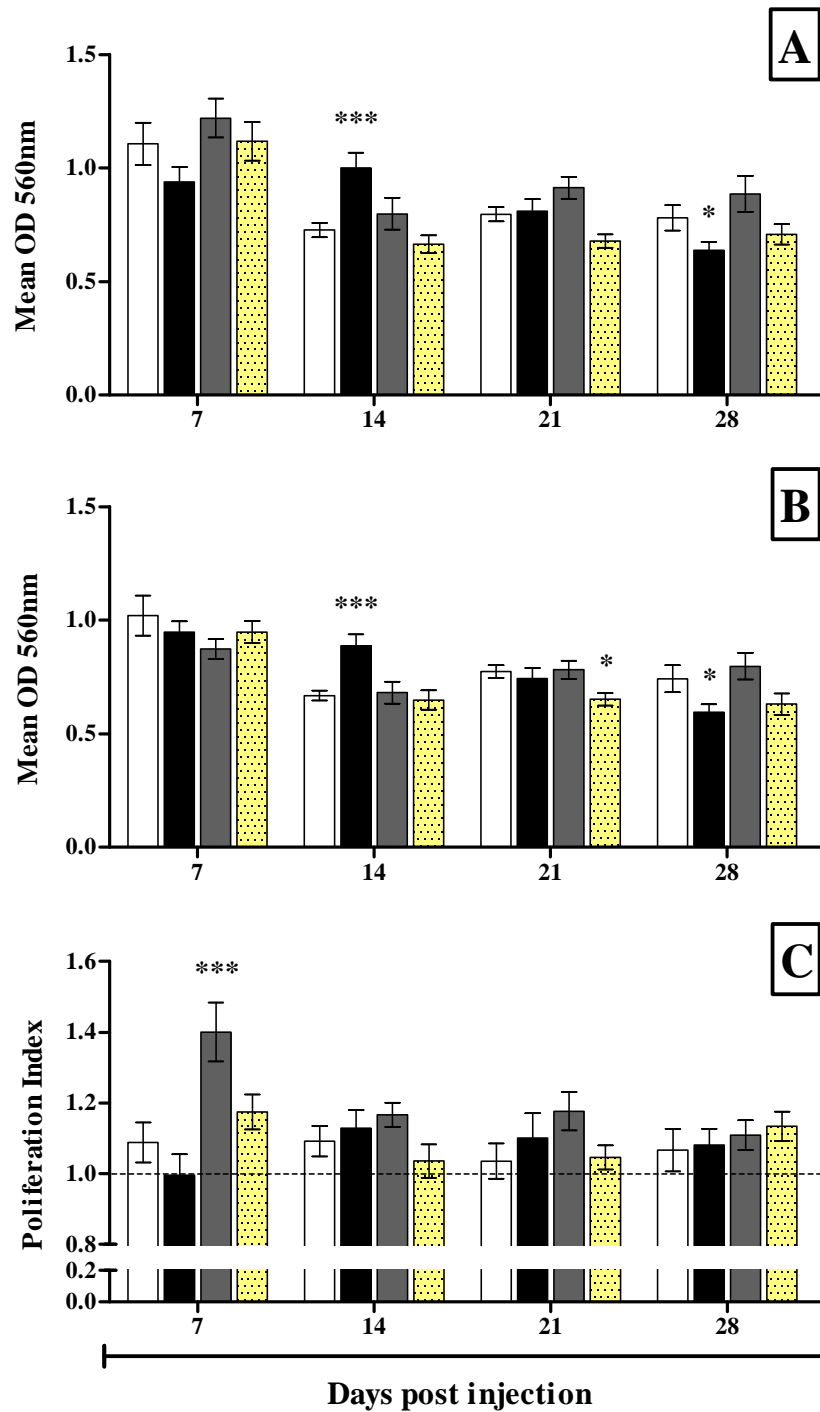 A
1.5
***
1.0
*
Mean OD 560nm
0.5
0.0
7 14 21 28
B
1.5
***
1.0
*
*
Mean OD 560nm
0.5
0.0
7 14 21 28
C
1.6
***
1.4
Poliferation Index
1.2
1.0
0.8
0.2
0.0
7 14 21 28
Days post injection